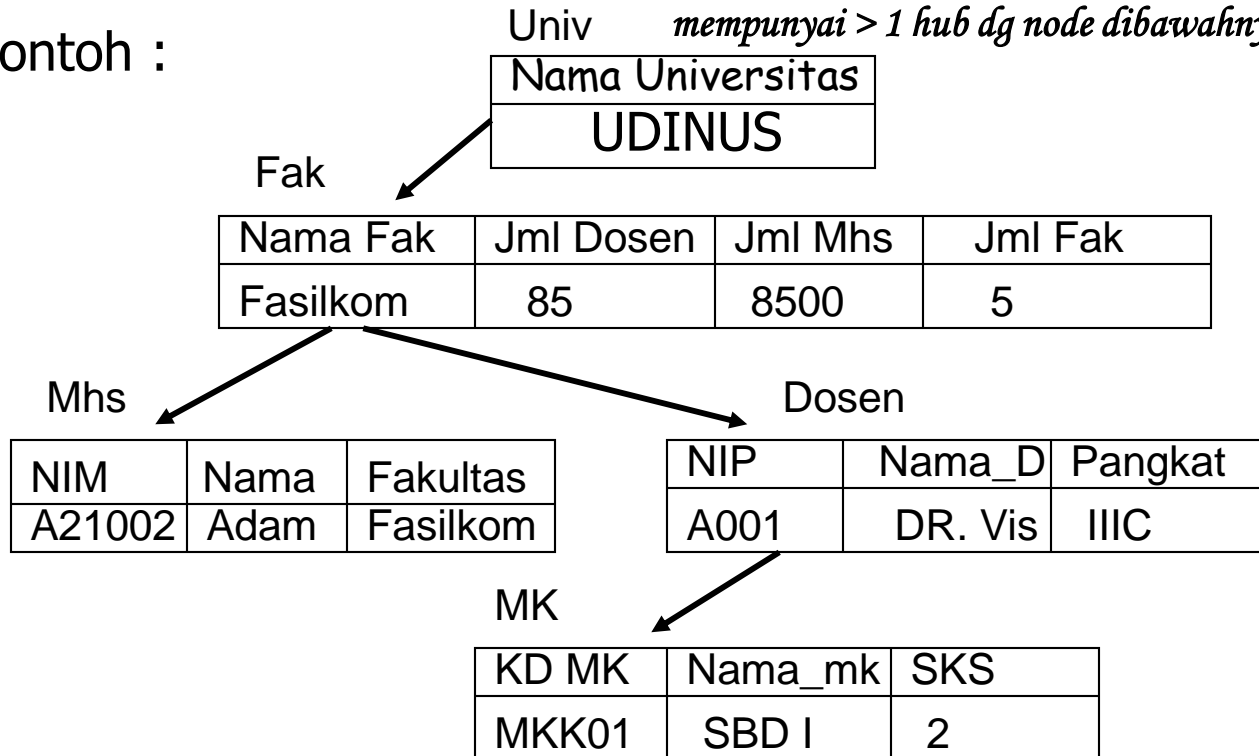 Univ mempunyai > 1 hub dg node dibawahny
ontoh :
Nama Universitas
UDINUS
Fak
Nama Fak Jml Dosen Jml Mhs Jml Fak
Fasilkom 85 8500 5
Mhs Dosen
NIM Nama Fakultas
A21002 Adam Fasilkom
NIP Nama_D Pangkat
A001 DR. Vis IIIC
MK
KD MK Nama_mk SKS
MKK01 SBD I 2